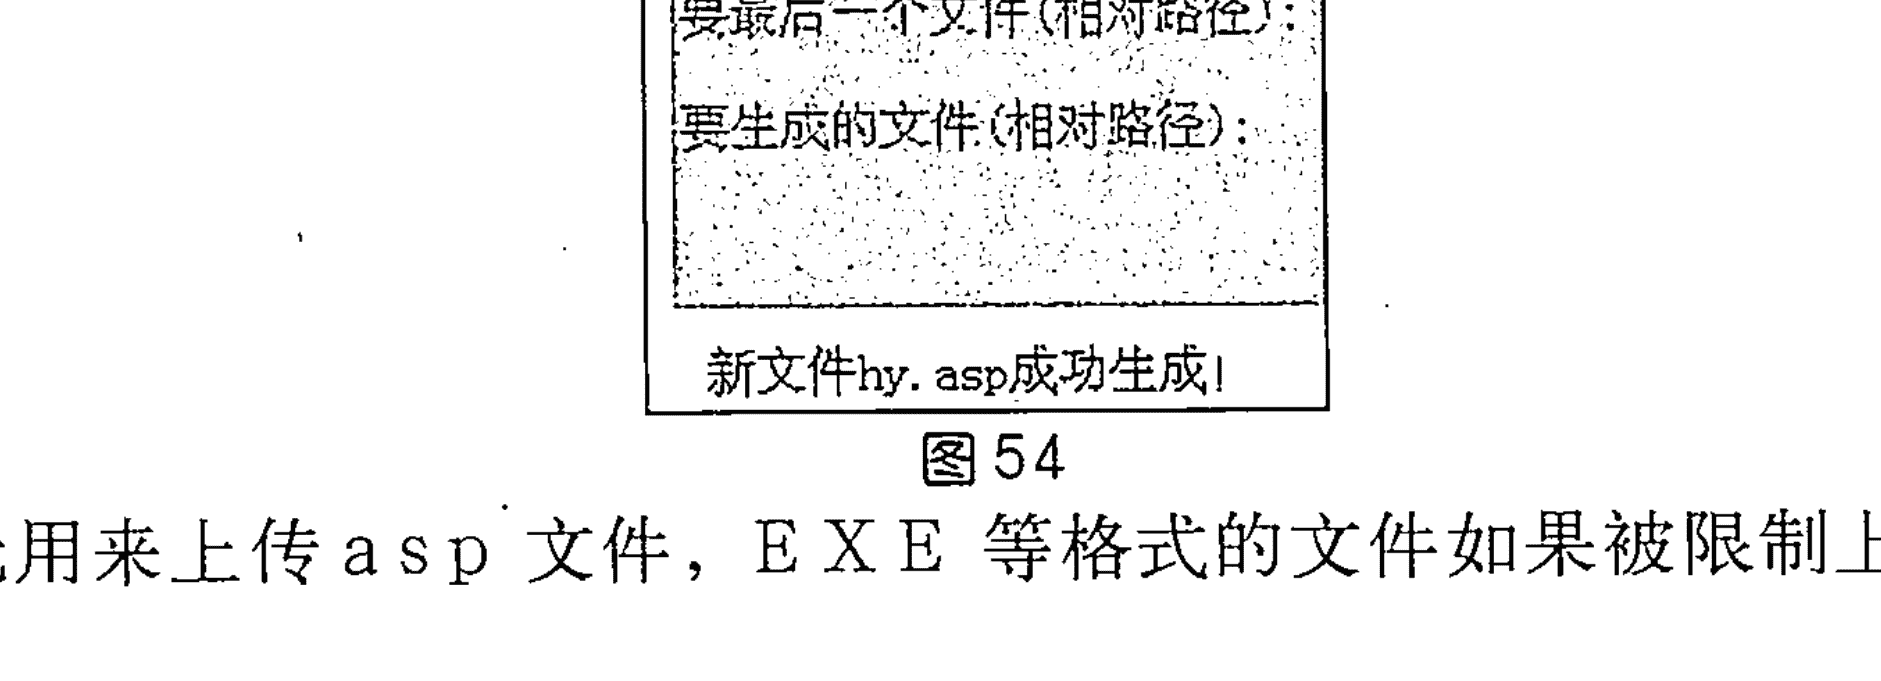 要最后一个文件(相对路径):
要生成的文件(相对路径):
新文件hy.asp成功生成!
图54
用来上传asp文件，EXE等格式的文件如果被限制上